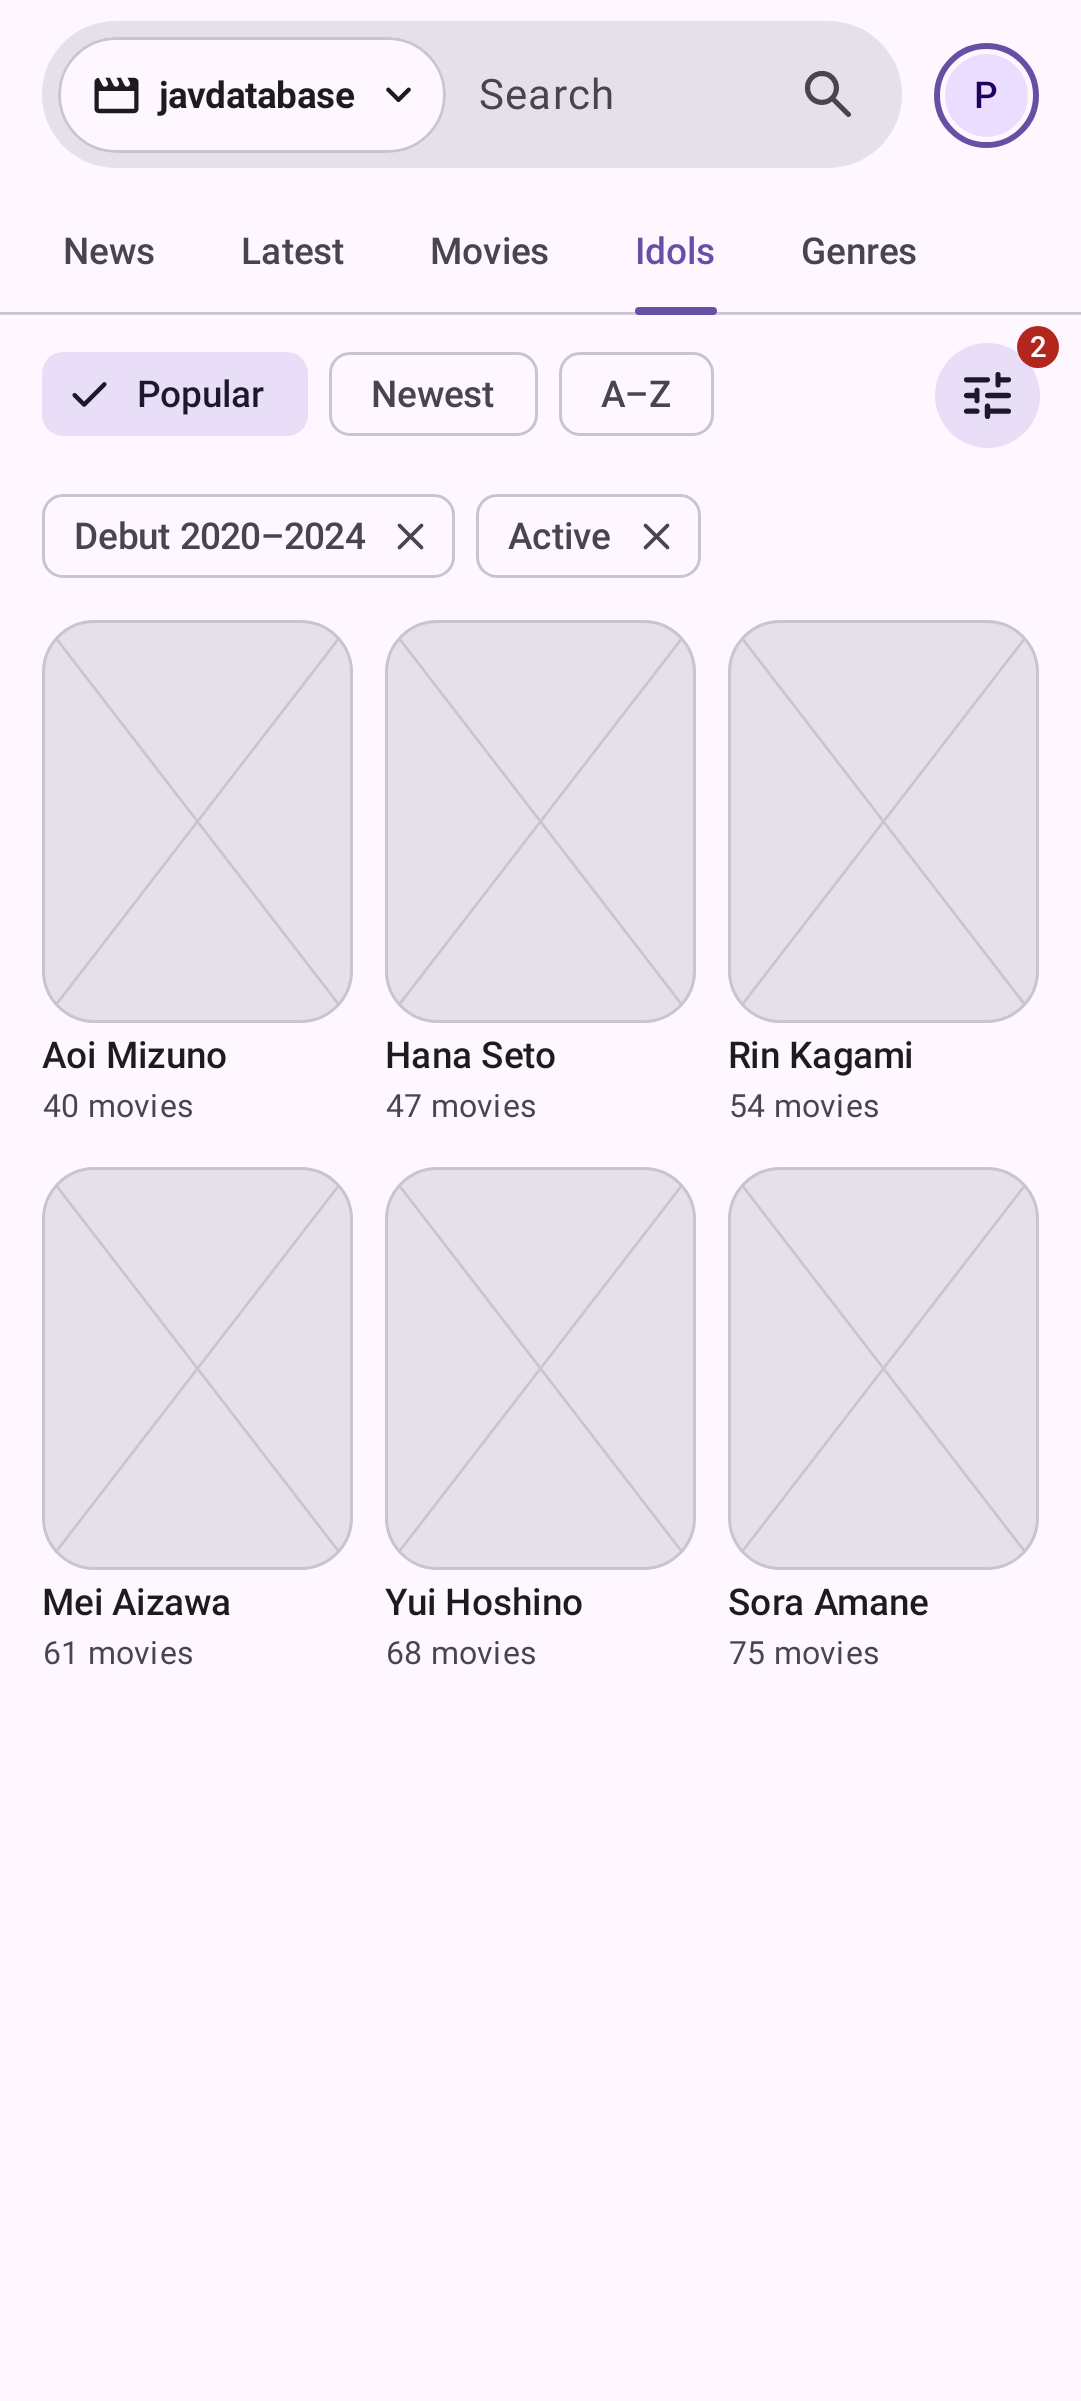 javdatabase Search P
News Latest Movies Idols Genres
2
Popular Newest A–Z
Debut 2020–2024 Active
Aoi Mizuno Hana Seto Rin Kagami
40 movies 47 movies 54 movies
Mei Aizawa Yui Hoshino Sora Amane
61 movies 68 movies 75 movies